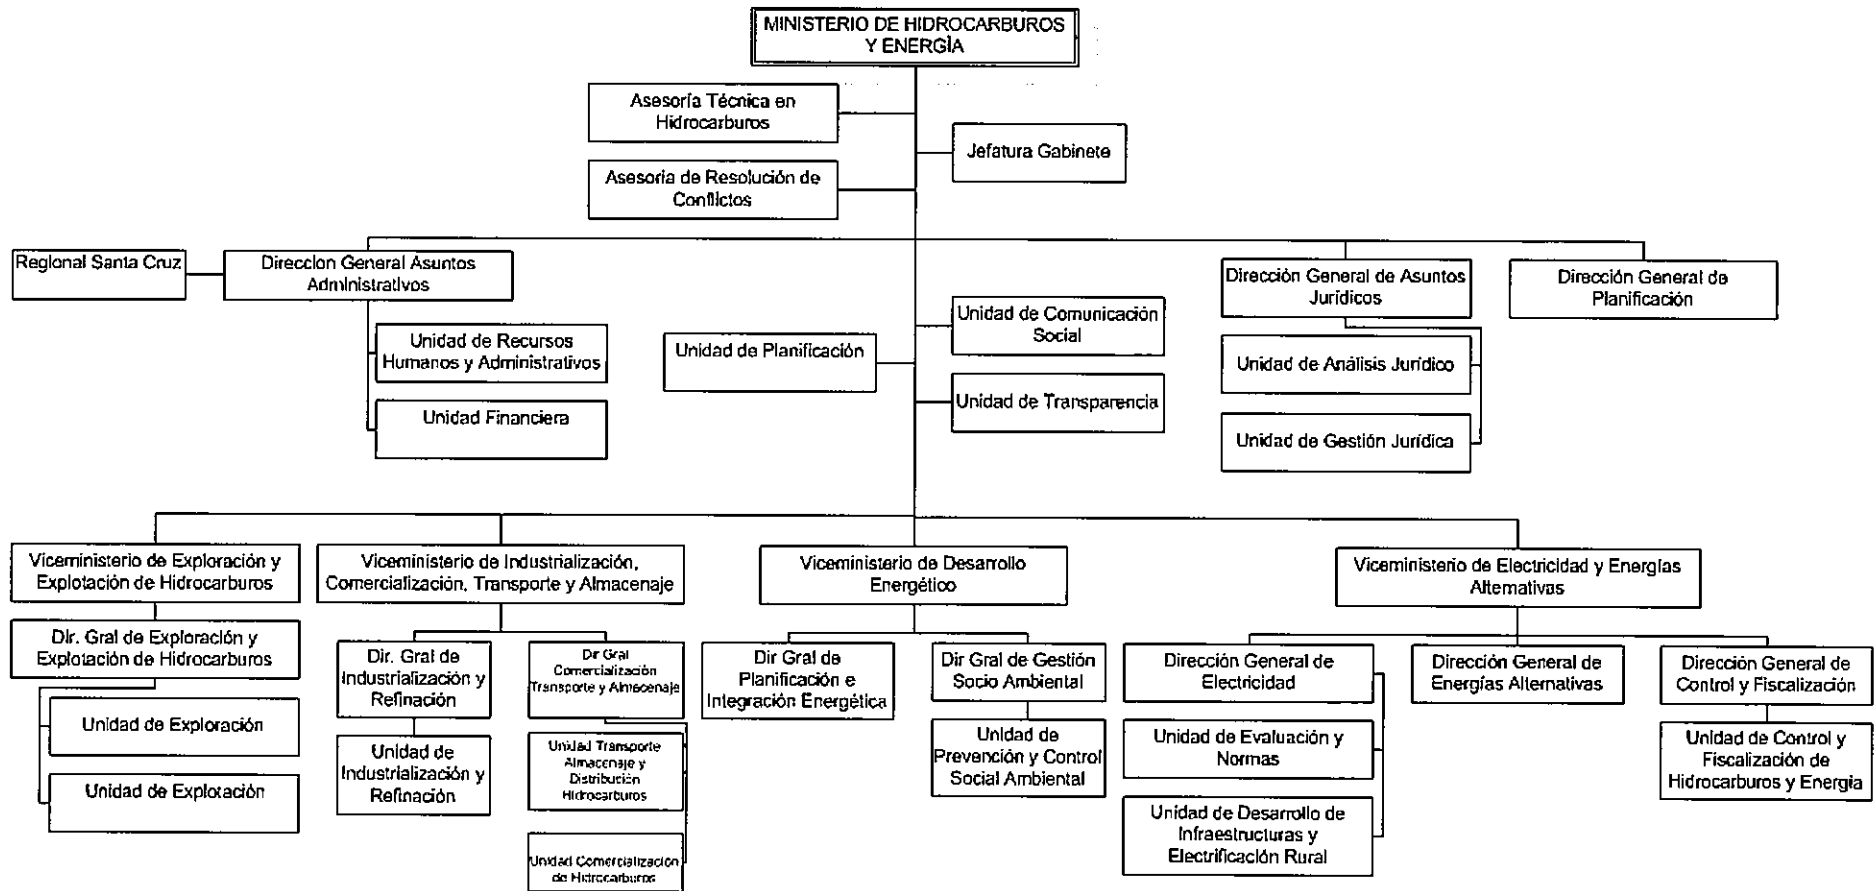 MINISTERIO DE HIDROCARBUROS
Y ENERGÍA
Asesoría Técnica en
Hidrocarburos
Jefatura Gabinete
Asesoria de Resolución de
Conflictos
Regional Santa Cruz
Direccion General Asuntos
Administrativos
Dirección General de Asuntos
Jurídicos
Dirección General de
Planificación
Unidad de Recursos
Humanos y Administrativos
Unidad Financiera
Unidad de Planificación
Unidad de Comunicación
Social
Unidad de Transparencia
Unidad de Análisis Jurídico
Unidad de Gestión Jurídica
Viceministerio de Exploración y
Explotación de Hidrocarburos
Viceministerio de Industrialización,
Comercialización, Transporte y Almacenaje
Viceministerio de Desarrollo
Energético
Viceministerio de Electricidad y Energías
Alternativas
Dir. Gral de Exploración y
Explotación de Hidrocarburos
Unidad de Exploración
Unidad de Explotación
Dir. Gral de
Industrialización y
Refinación
Unidad de
Industrialización y
Refinación
Dir Gral
Comercialización
Transporte y Almacenaje
Unidad Transporte
Almacenaje y
Distribución
Hidrocarburos
Unidad Comercialización
de Hidrocarburos
Dir Gral de
Planificación e
Integración Energética
Dir Gral de Gestión
Socio Ambiental
Unidad de
Prevención y Control
Social Ambiental
Dirección General de
Electricidad
Unidad de Evaluación y
Normas
Unidad de Desarrollo de
Infraestructuras y
Electrificación Rural
Dirección General de
Energías Alternativas
Dirección General de
Control y Fiscalización
Unidad de Control y
Fiscalización de
Hidrocarburos y Energía